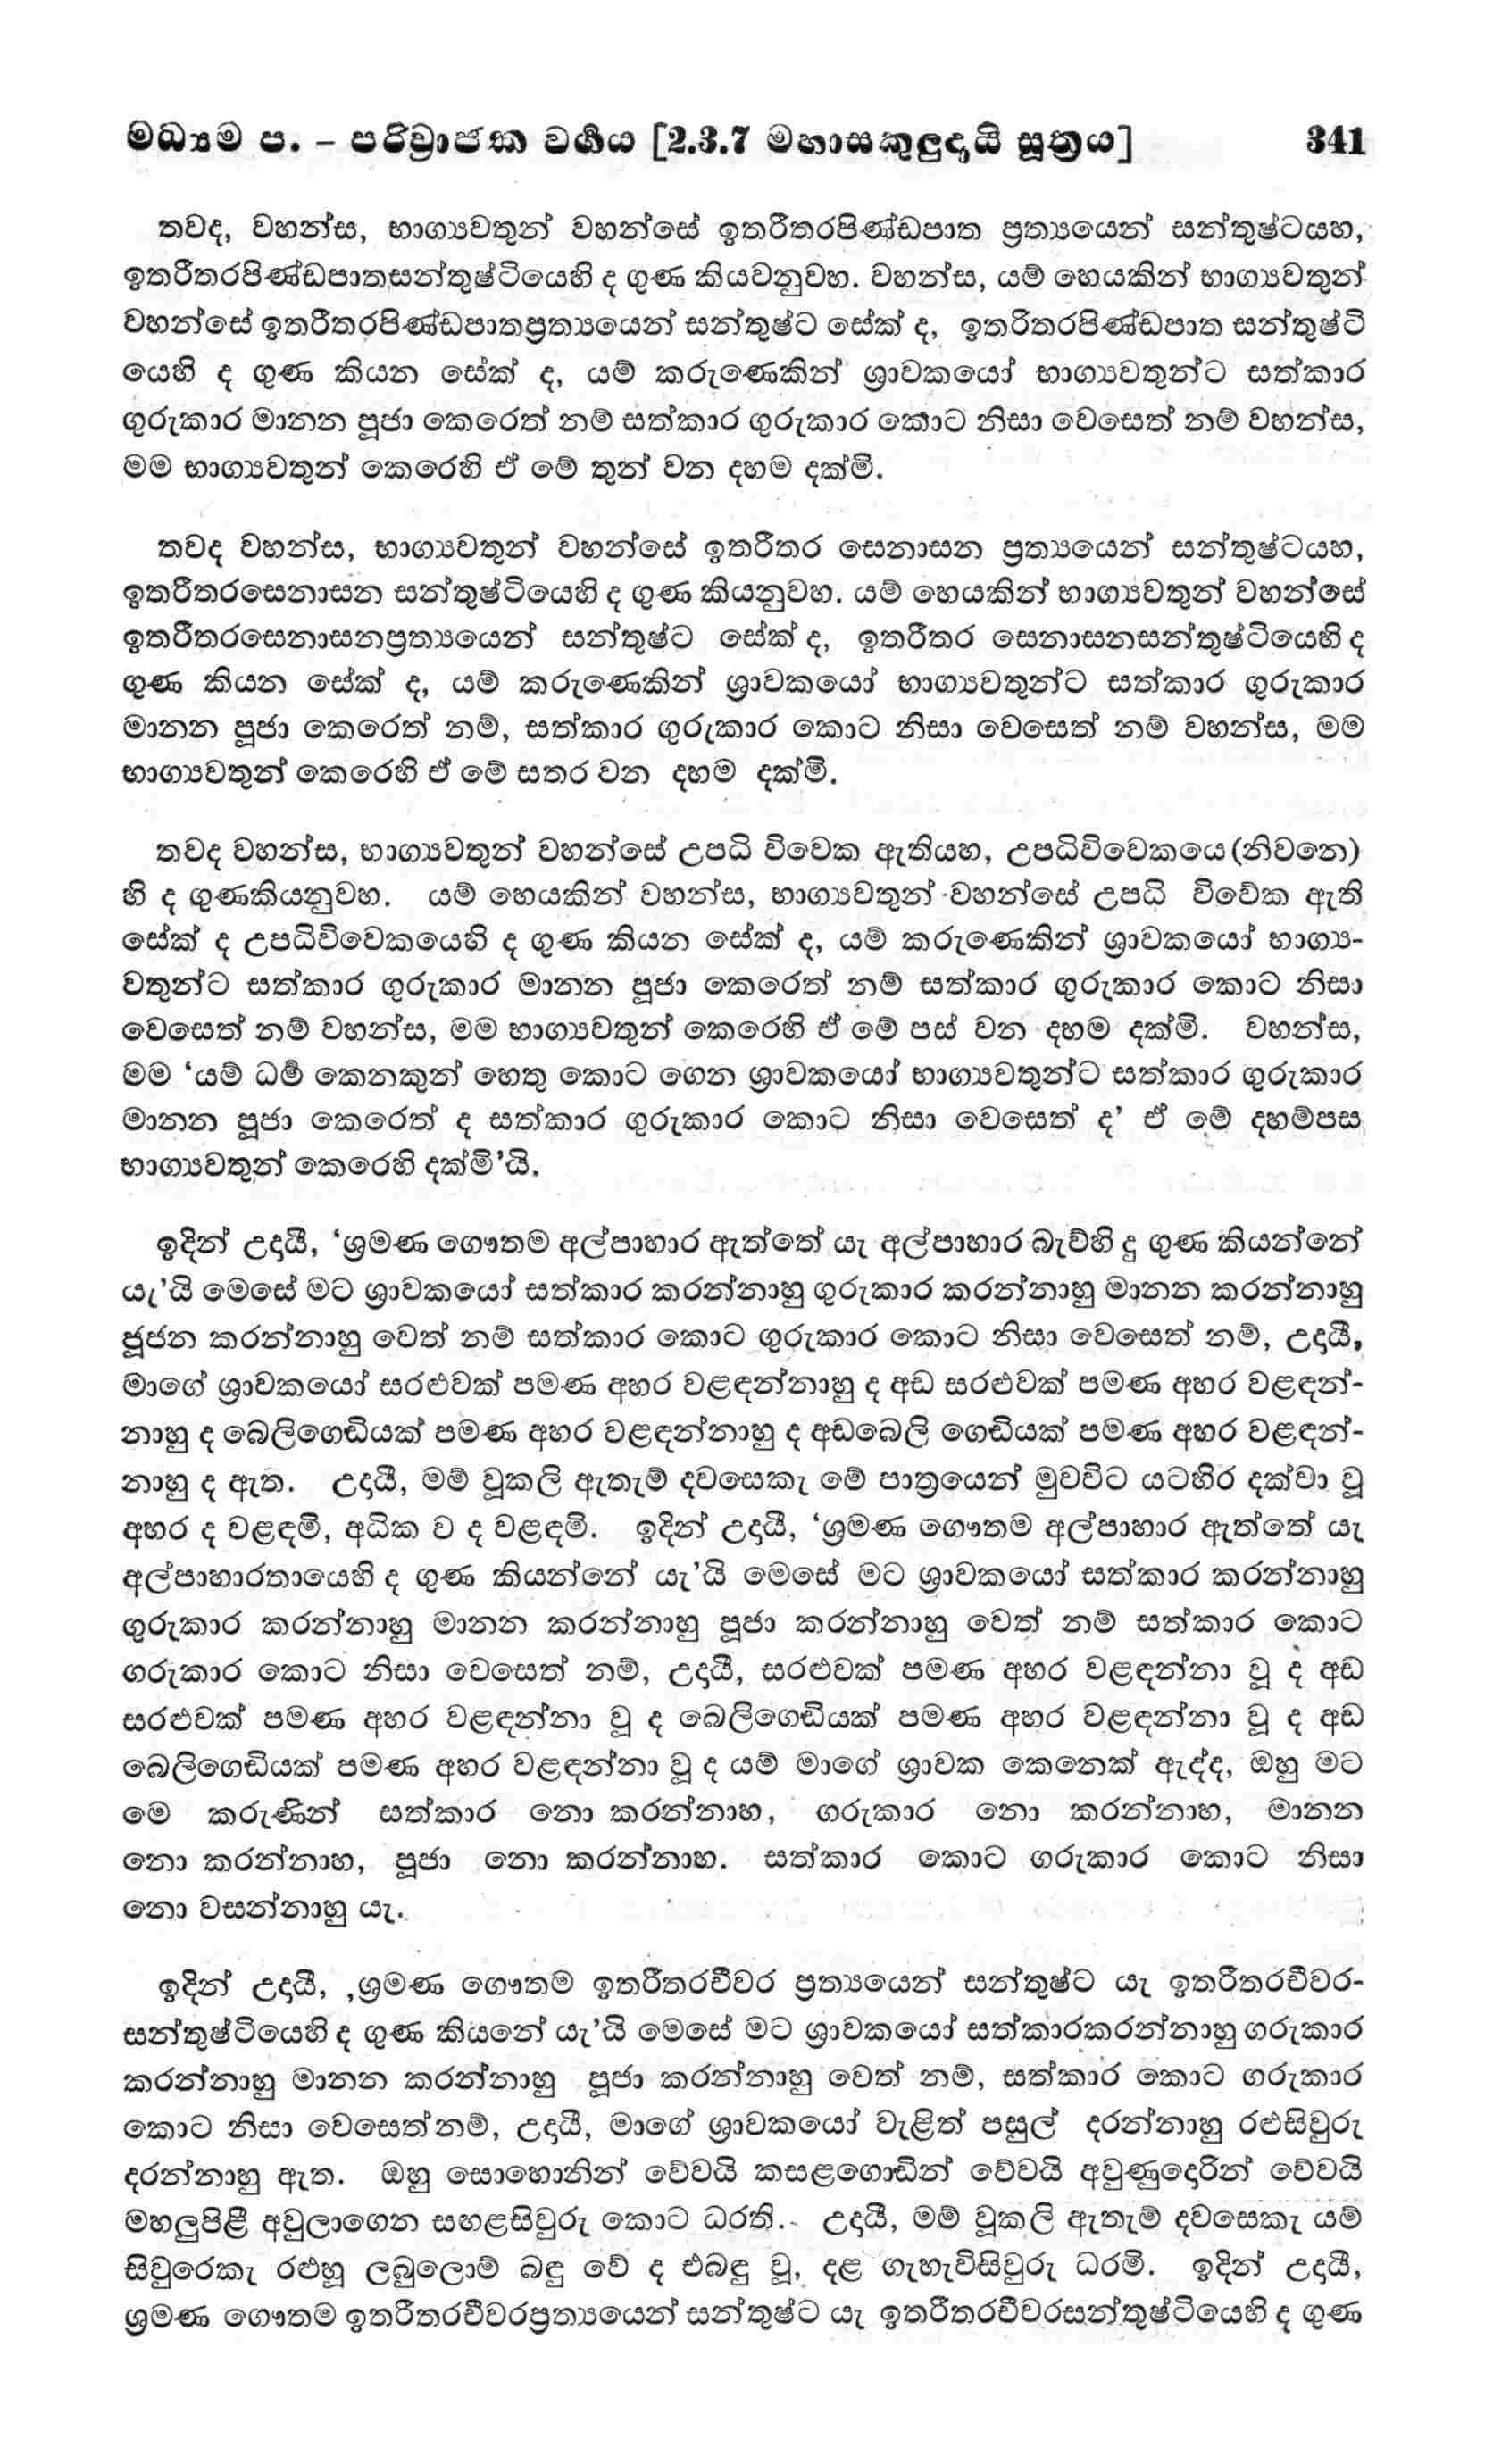 මධ්‍යම ප. – පරිව්‍රාජක වර්‍ගය [2.3.7 මහාසකුලුදායි සූත්‍රය] 341
තවද, වහන්ස, භාග්‍යවතුන් වහන්සේ ඉතරීතරපිණ්ඩපාත ප්‍රත්‍යයෙන් සන්තුෂ්ටයහ,
ඉතරීතරපිණ්ඩපාතසන්තුෂ්ටියෙහි ද ගුණ කියවනුවහ. වහන්ස, යම් හෙයකින් භාග්‍යවතුන්
වහන්සේ ඉතරීතරපිණ්ඩපාතප්‍රත්‍යයෙන් සන්තුෂ්ට සේක් ද, ඉතරීතරපිණ්ඩපාත සන්තුෂ්ටි
යෙහි ද ගුණ කියන සේක් ද, යම් කරුණෙකින් ශ්‍රාවකයෝ භාග්‍යවතුන්ට සත්කාර
ගුරුකාර මානන පූජා කෙරෙත් නම් සත්කාර ගුරුකාර කොට නිසා වෙසෙත් නම් වහන්ස,
මම භාග්‍යවතුන් කෙරෙහි ඒ මේ තුන් වන දහම දක්මි.
තවද වහන්ස, භාග්‍යවතුන් වහන්සේ ඉතරීතර සෙනාසන ප්‍රත්‍යයෙන් සන්තුෂ්ටයහ,
ඉතරීතරසෙනාසන සන්තුෂ්ටියෙහි ද ගුණ කියනුවහ. යම් හෙයකින් භාග්‍යවතුන් වහන්සේ
ඉතරීතරසෙනාසනප්‍රත්‍යයෙන් සන්තුෂ්ට සේක් ද, ඉතරීතර සෙනාසනසන්තුෂ්ටියෙහි ද
ගුණ කියන සේක් ද, යම් කරුණෙකින් ශ්‍රාවකයෝ භාග්‍යවතුන්ට සත්කාර ගුරුකාර
මානන පූජා කෙරෙත් නම්, සත්කාර ගුරුකාර කොට නිසා වෙසෙත් නම් වහන්ස, මම
භාග්‍යවතුන් කෙරෙහි ඒ මේ සතර වන දහම දක්මි.
තවද වහන්ස, භාග්‍යවතුන් වහන්සේ උපධි විවෙක ඇතියහ, උපධිවිවෙකයෙ(නිවනෙ)
හි ද ගුණකියනුවහ. යම් හෙයකින් වහන්ස, භාග්‍යවතුන් වහන්සේ උපධි විවේක ඇති
සේක් ද උපධිවිවෙකයෙහි ද ගුණ කියන සේක් ද, යම් කරුණෙකින් ශ්‍රාවකයෝ භාග්‍ය-
වතුන්ට සත්කාර ගුරුකාර මානන පූජා කෙරෙත් නම් සත්කාර ගුරුකාර කොට නිසා
වෙසෙත් නම් වහන්ස, මම භාග්‍යවතුන් කෙරෙහි ඒ මේ පස් වන දහම දක්මි. වහන්ස,
මම ‘යම් ධර්‍ම කෙනකුන් හෙතු කොට ගෙන ශ්‍රාවකයෝ භාග්‍යවතුන්ට සත්කාර ගුරුකාර
මානන පූජා කෙරෙත් ද සත්කාර ගුරුකාර කොට නිසා වෙසෙත් ද’ ඒ මේ දහම්පස
භාග්‍යවතුන් කෙරෙහි දක්මි’යි.
ඉදින් උදායී, ‘ශ්‍රමණ ගෞතම අල්පාහාර ඇත්තේ යැ අල්පාහාර බැව්හි දු ගුණ කියන්නේ
යැ’යි මෙසේ මට ශ්‍රාවකයෝ සත්කාර කරන්නාහු ගුරුකාර කරන්නාහු මානන කරන්නාහු
පූජන කරන්නාහු වෙත් නම් සත්කාර කොට ගුරුකාර කොට නිසා වෙසෙත් නම්, උදායී,
මාගේ ශ්‍රාවකයෝ සරළුවක් පමණ අහර වළඳන්නාහු ද අඩ සරළුවක් පමණ අහර වළඳන්-
නාහු ද බෙලිගෙඩියක් පමණ අහර වළඳන්නාහු ද අඩබෙලි ගෙඩියක් පමණ අහර වළඳන්-
නාහු ද ඇත. උදායී, මම් වූකලි ඇතැම් දවසෙකැ මේ පාත්‍රයෙන් මුවවිට යටහිර දක්වා වූ
අහර ද වළඳමි, අධික ව ද වළඳමි. ඉදින් උදායී, ‘ශ්‍රමණ ගෞතම අල්පාහාර ඇත්තේ යැ
අල්පාහාරතායෙහි ද ගුණ කියන්නේ යැ’යි මෙසේ මට ශ්‍රාවකයෝ සත්කාර කරන්නාහු
ගුරුකාර කරන්නාහු මානන කරන්නාහු පූජා කරන්නාහු වෙත් නම් සත්කාර කොට
ගරුකාර කොට නිසා වෙසෙත් නම්, උදායී, සරළුවක් පමණ අහර වළඳන්නා වූ ද අඩ
සරළුවක් පමණ අහර වළඳන්නා වූ ද බෙලිගෙඩියක් පමණ අහර වළඳන්නා වූ ද අඩ
බෙලිගෙඩියක් පමණ අහර වළඳන්නා වූ ද යම් මාගේ ශ්‍රාවක කෙනෙක් ඇද්ද, ඔහු මට
මෙ කරුණින් සත්කාර නො කරන්නාහ, ගරුකාර නො කරන්නාහ, මානන
නො කරන්නාහ, පූජා නො කරන්නාහ. සත්කාර කොට ගරුකාර කොට නිසා
නො වසන්නාහු යැ.
ඉදින් උදායී, ,ශ්‍රමණ ගෞතම ඉතරීතරචීවර ප්‍රත්‍යයෙන් සන්තුෂ්ට යැ ඉතරීතරචීවර-
සන්තුෂ්ටියෙහි ද ගුණ කියනේ යැ’යි මෙසේ මට ශ්‍රාවකයෝ සත්කාරකරන්නාහු ගරුකාර
කරන්නාහු මානන කරන්නාහු පූජා කරන්නාහු වෙත් නම්, සත්කාර කොට ගරුකාර
කොට නිසා වෙසෙත්නම්, උදායී, මාගේ ශ්‍රාවකයෝ වැළිත් පසුල් දරන්නාහු රළුසිවුරු
දරන්නාහු ඇත. ඔහු සොහොනින් වේවයි කසළගොඩින් වේවයි අවුණුදොරින් වේවයි
මහලුපිළී අවුලාගෙන සඟළසිවුරු කොට ධරති. උදායී, මම් වූකලි ඇතැම් දවසෙකැ යම්
සිවුරෙකැ රළුහූ ලබුලොම් බඳු වේ ද එබඳු වූ, දළ ගැහැවිසිවුරු ධරමි. ඉදින් උදායී,
ශ්‍රමණ ගෞතම ඉතරීතරචීවරප්‍රත්‍යයෙන් සන්තුෂ්ට යැ ඉතරීතරචීවරසන්තුෂ්ටියෙහි ද ගුණ